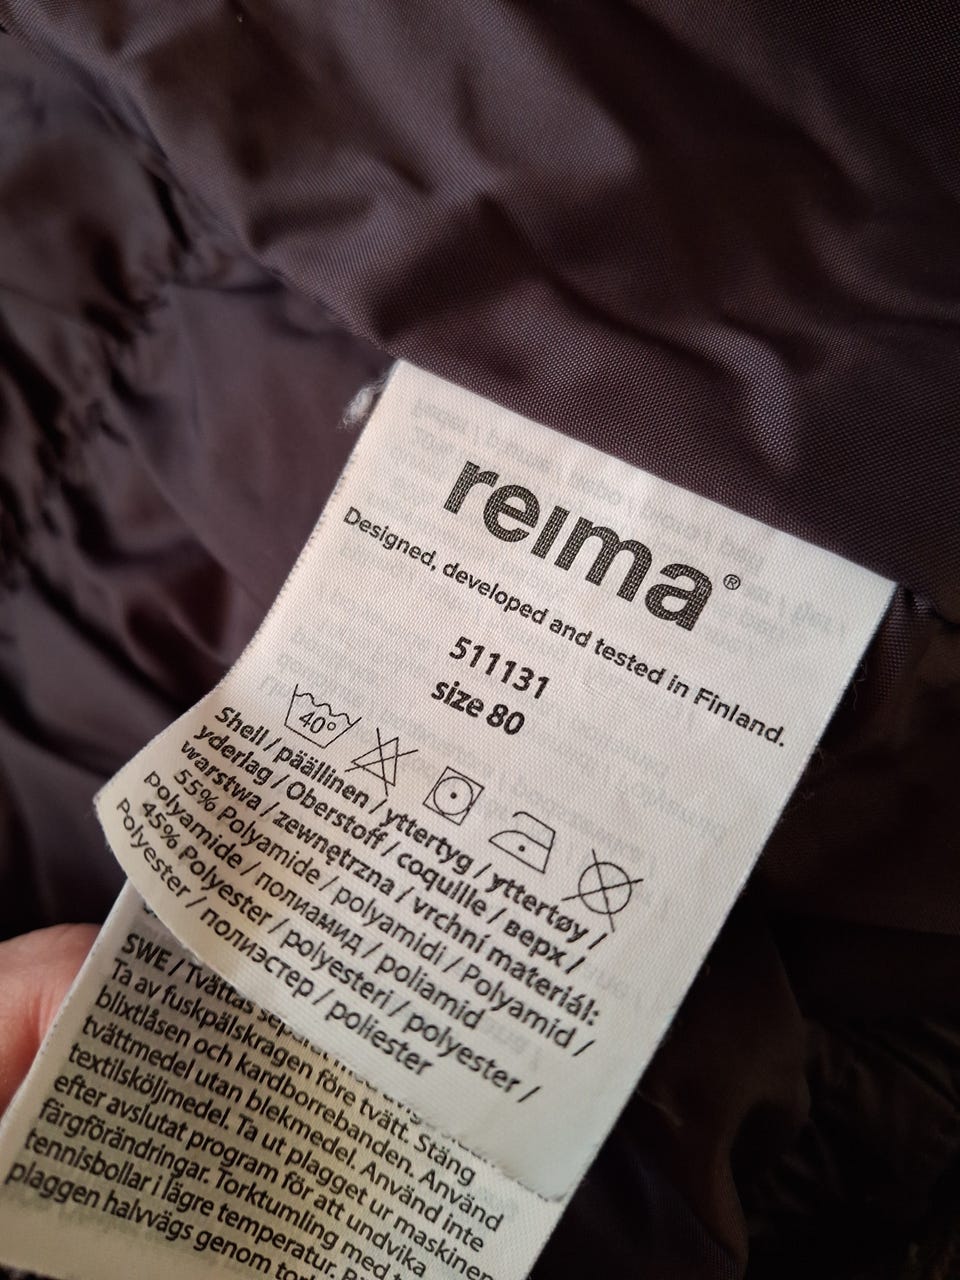 reima®
Designed, developed and tested in Finland.
511131
size 80
40°
Shell / päällinen / yttertyg / yttertøy /
yderlag / Oberstoff / coquille / верх /
warstwa / zewnętrzna / vrchní materiál:
55% Polyamide / polyamidi / Polyamid /
polyamide / полиамид / poliamid
45% Polyester / polyesteri / polyester /
Polyester / полиэстер / poliester
SWE / Tvättas
Ta av fuskpälskragen före tvätt. Stäng
blixtlåsen och kardborrebanden. Använd
tvättmedel utan blekmedel. Använd inte
textilsköljmedel. Ta ut plagget ur maskinen
efter avslutat program för att undvika
färgförändringar. Torktumling med
tennisbollar i lägre temperatur.
plaggen halvvägs genom